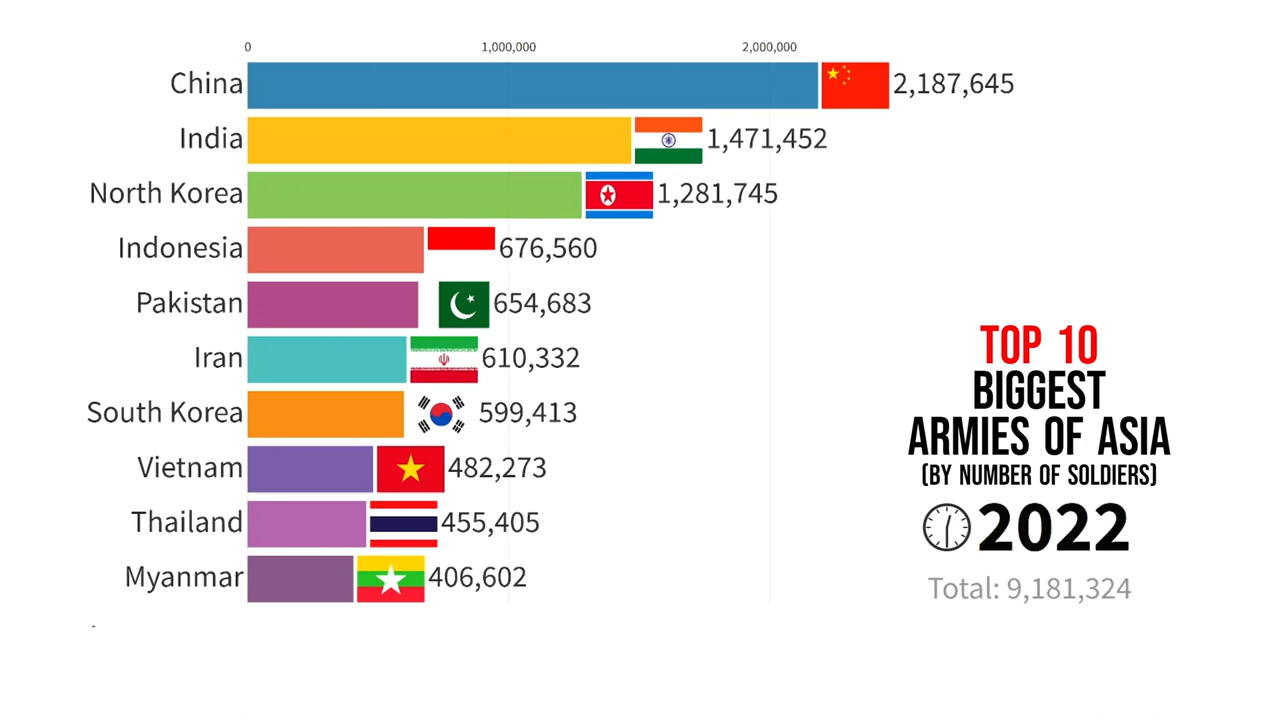 0 1,000,000 2,000,000
China 2,187,645
India 1,471,452
North Korea 1,281,745
Indonesia 676,560
Pakistan 654,683
Iran 610,332
South Korea 599,413
Vietnam 482,273
Thailand 455,405
Myanmar 406,602
TOP 10
BIGGEST
ARMIES OF ASIA
(BY NUMBER OF SOLDIERS)
2022
Total: 9,181,324